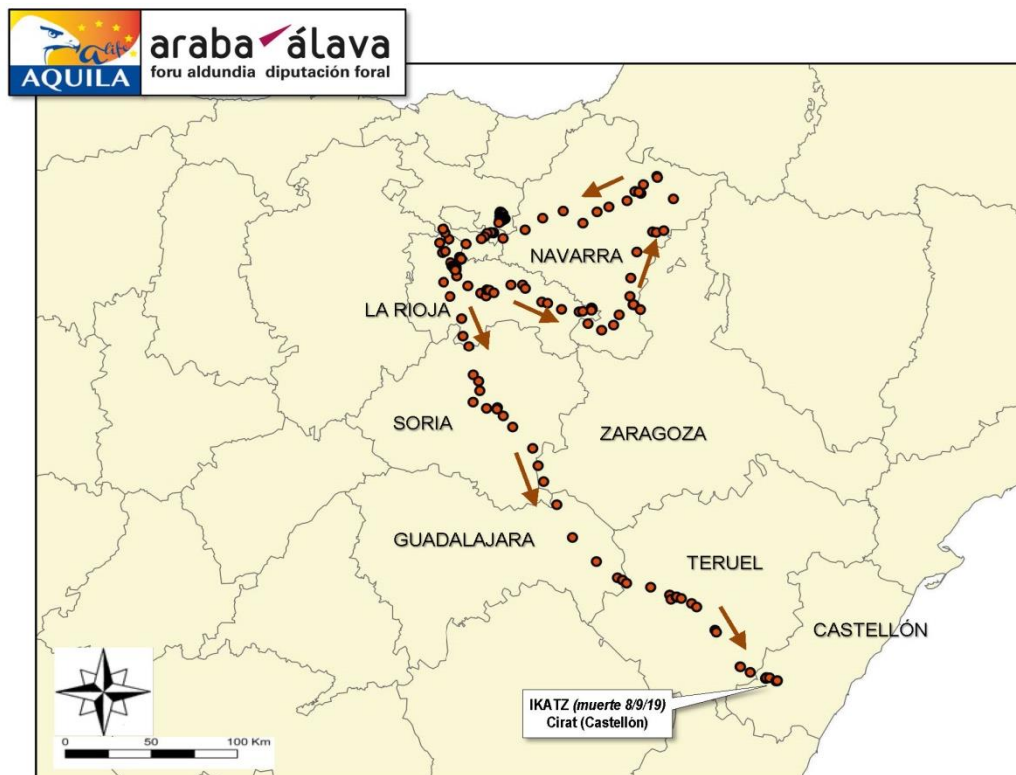 a life
AQUILA
araba álava
foru aldundia diputación foral
NAVARRA
LA RIOJA
SORIA
ZARAGOZA
GUADALAJARA
TERUEL
CASTELLÓN
IKATZ (muerte 8/9/19)
Cirat (Castellón)
0 50 100 Km